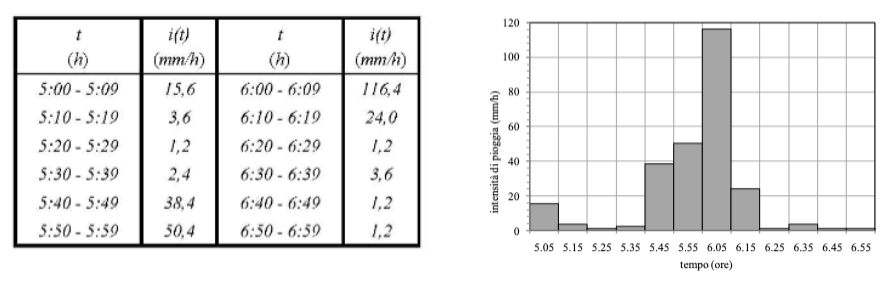 t i(t) t i(t)
(h) (mm/h) (h) (mm/h)
5:00 - 5:09 15,6 6:00 - 6:09 116,4
5:10 - 5:19 3,6 6:10 - 6:19 24,0
5:20 - 5:29 1,2 6:20 - 6:29 1,2
5:30 - 5:39 2,4 6:30 - 6:39 3,6
5:40 - 5:49 38,4 6:40 - 6:49 1,2
5:50 - 5:59 50,4 6:50 - 6:59 1,2
intensità di pioggia (mm/h)
120
100
80
60
40
20
0
5.05 5.15 5.25 5.35 5.45 5.55 6.05 6.15 6.25 6.35 6.45 6.55
tempo (ore)